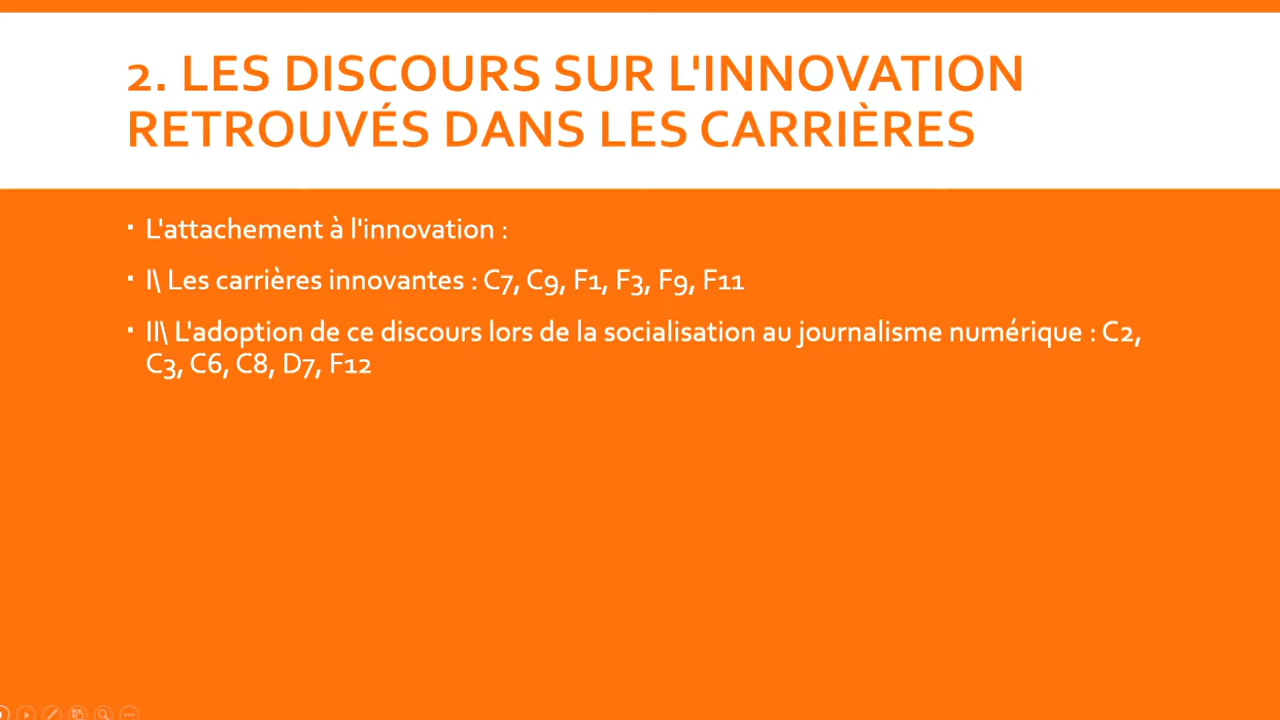 2. LES DISCOURS SUR L'INNOVATION
RETROUVÉS DANS LES CARRIÈRES
▪ L'attachement à l'innovation :
▪ I\ Les carrières innovantes : C7, C9, F1, F3, F9, F11
▪ II\ L'adoption de ce discours lors de la socialisation au journalisme numérique : C2,
C3, C6, C8, D7, F12